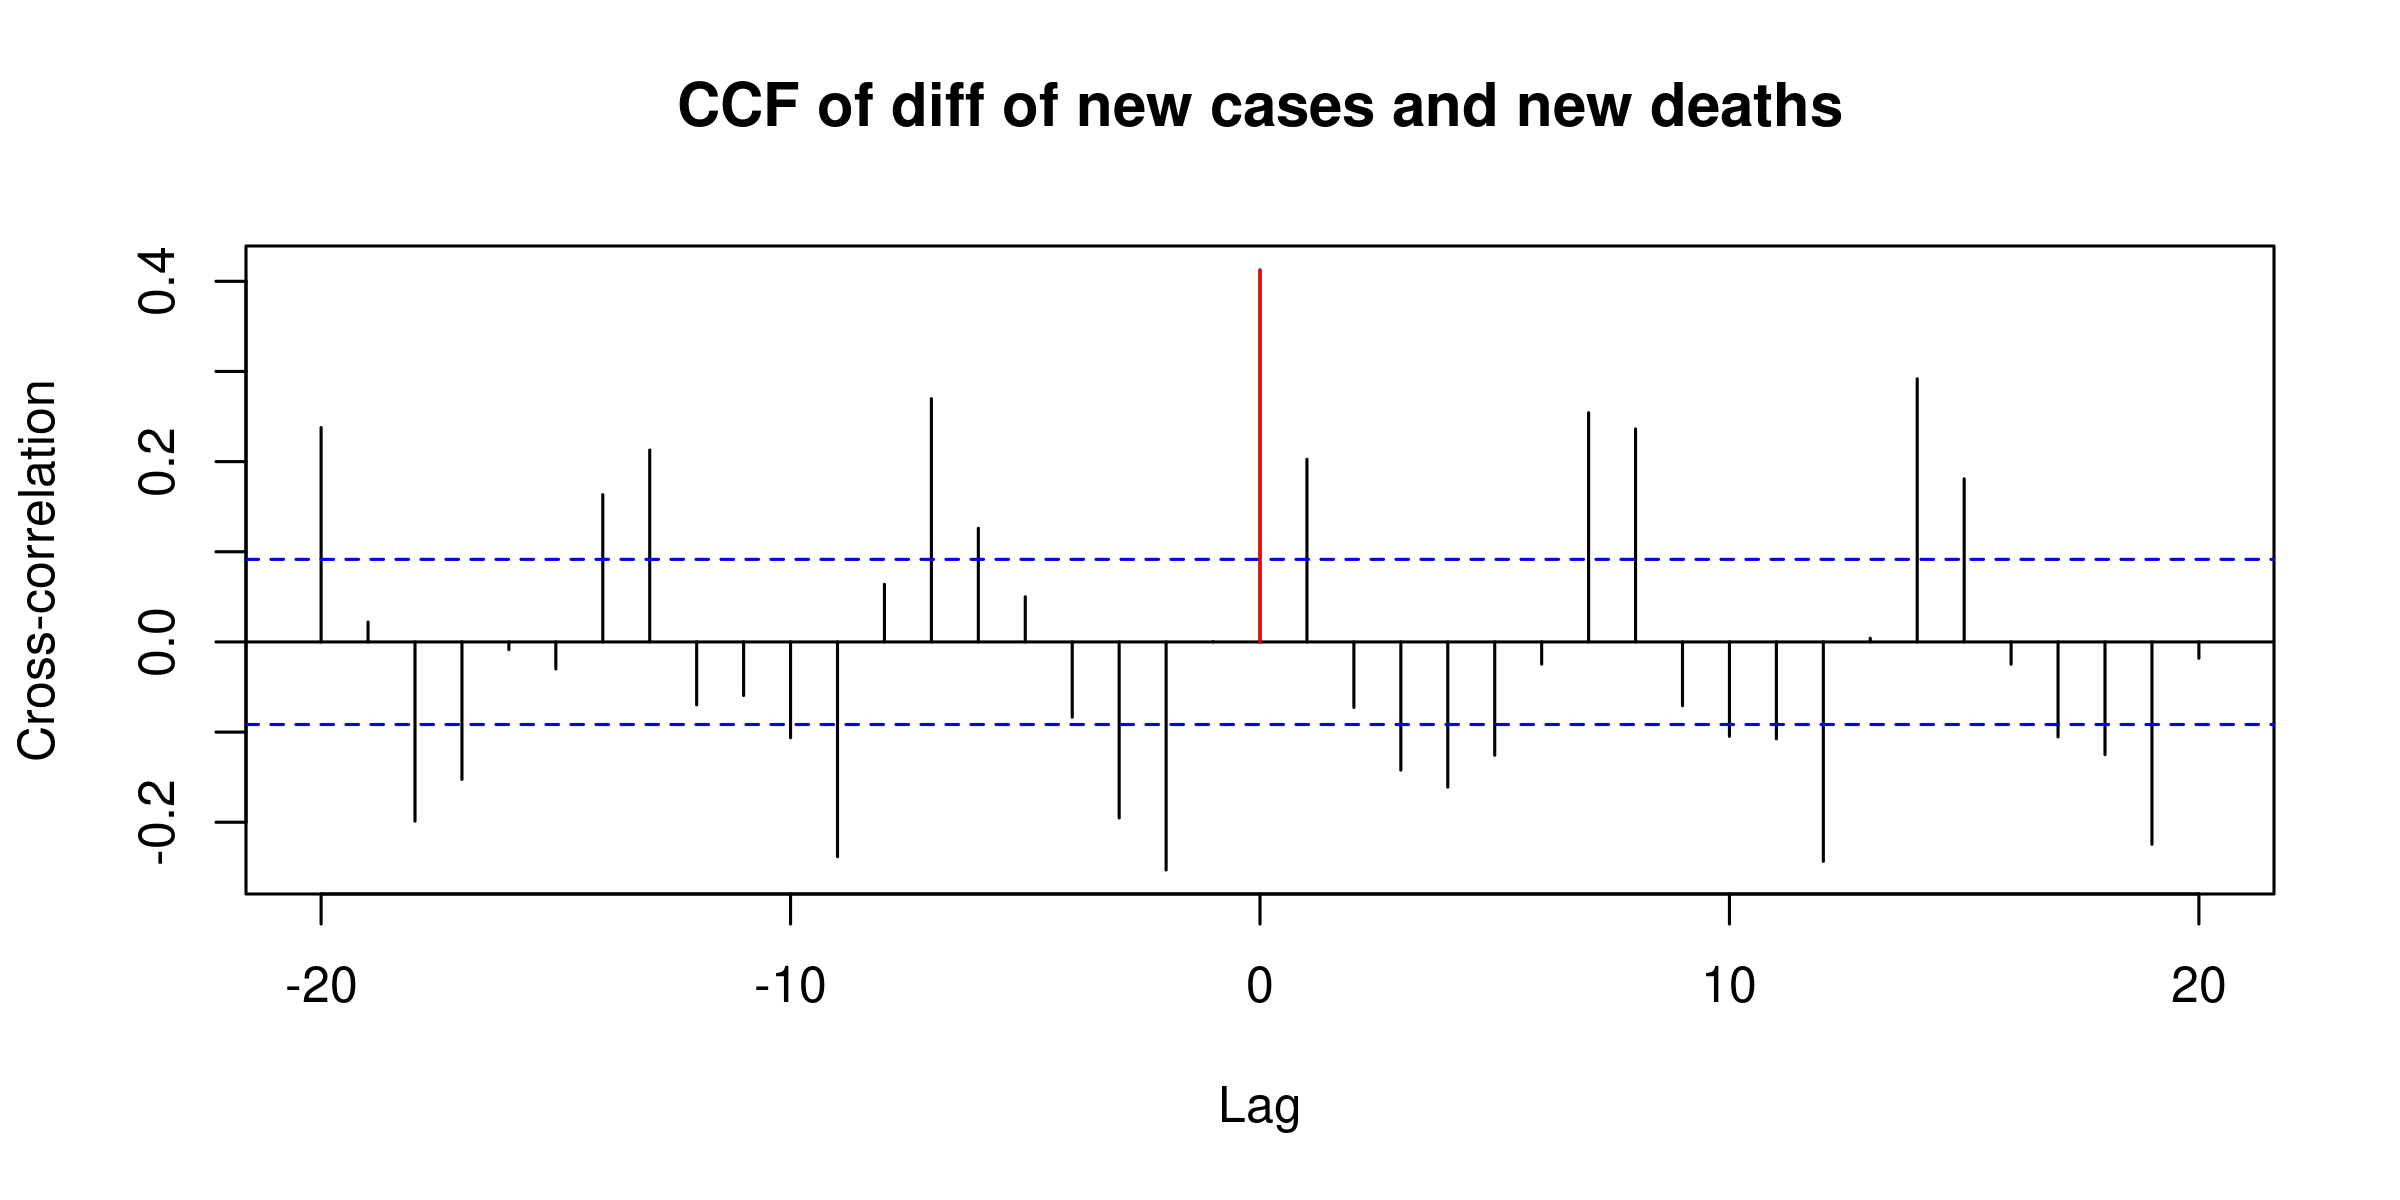 CCF of diff of new cases and new deaths
Cross-correlation
0.4
0.2
0.0
-0.2
-20 -10 0 10 20
Lag